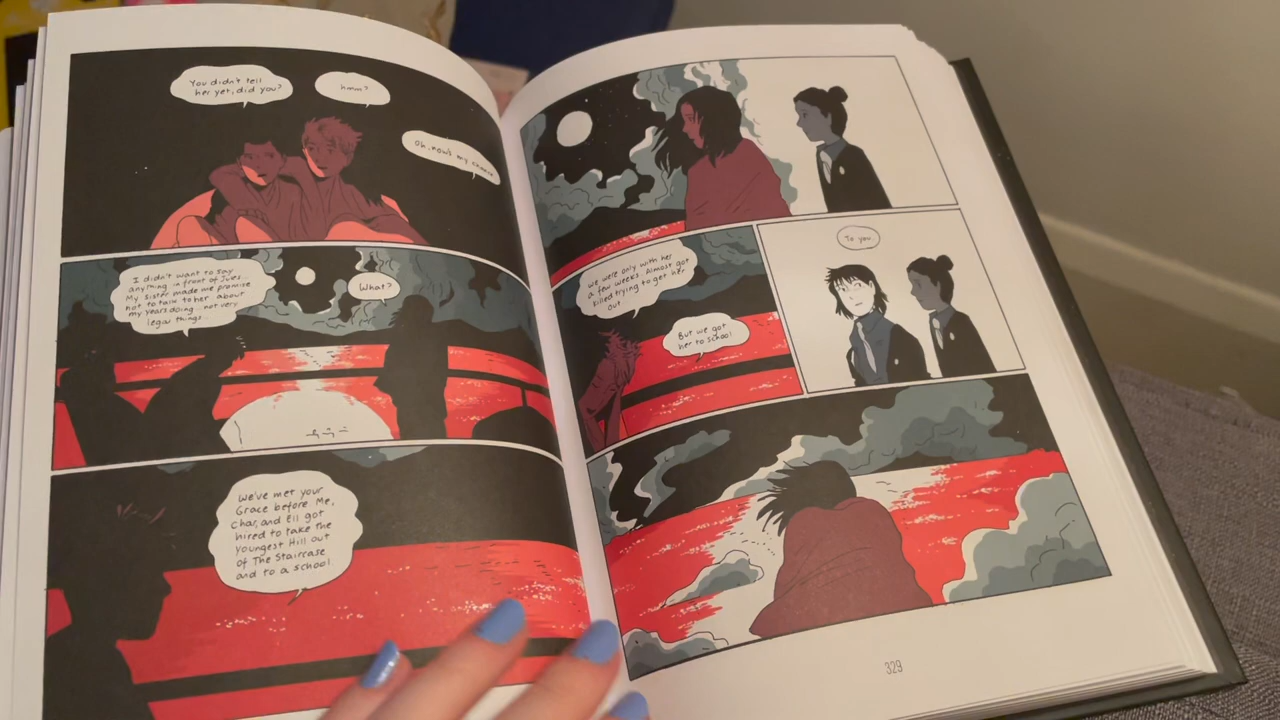 You didn't tell
her yet, did you?
hmm?
Oh, now's my chance
I didn't want to say
anything in front of Jules...
My sister made me promise
not to talk to her about
my years doing...not very
legal things...
What?
We've met your
Grace before. Me,
Char, and Ell got
hired to take the
youngest Hill out
of The Staircase
and to a school.
We were only with her
a few weeks. Almost got
killed trying to get her
out
But we got
her to school
To you.
329